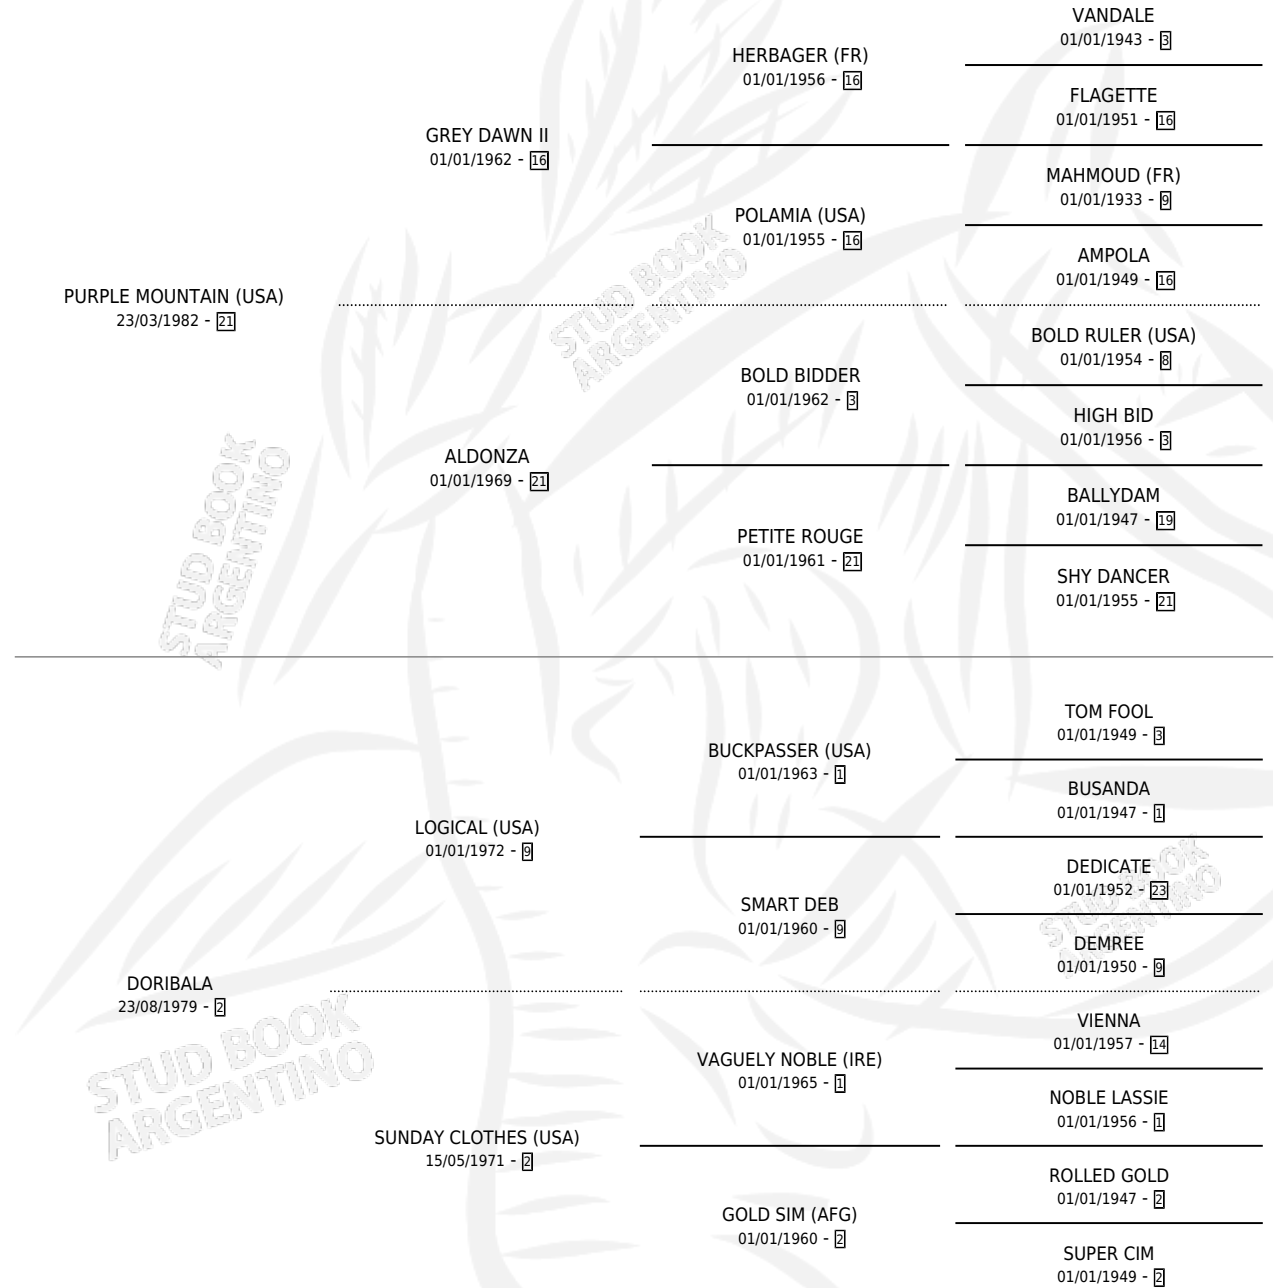 VANDALE
01/01/1943 - 3
HERBAGER (FR)
01/01/1956 - 16
FLAGETTE
01/01/1951 - 16
GREY DAWN II
01/01/1962 - 16
MAHMOUD (FR)
01/01/1933 - 9
POLAMIA (USA)
01/01/1955 - 16
AMPOLA
01/01/1949 - 16
PURPLE MOUNTAIN (USA)
23/03/1982 - 21
STUD BOOK
ARGENTINO
BOLD RULER (USA)
01/01/1954 - 8
BOLD BIDDER
01/01/1962 - 3
HIGH BID
01/01/1956 - 3
ALDONZA
01/01/1969 - 21
BALLYDAM
01/01/1947 - 19
PETITE ROUGE
01/01/1961 - 21
SHY DANCER
01/01/1955 - 21
STUD BOOK
ARGENTINO
TOM FOOL
01/01/1949 - 3
BUCKPASSER (USA)
01/01/1963 - 1
BUSANDA
01/01/1947 - 1
LOGICAL (USA)
01/01/1972 - 9
DEDICATE
01/01/1952 - 23
SMART DEB
01/01/1960 - 9
DEMREE
01/01/1950 - 9
STUD BOOK
ARGENTINO
DORIBALA
23/08/1979 - 2
VIENNA
01/01/1957 - 14
VAGUELY NOBLE (IRE)
01/01/1965 - 1
NOBLE LASSIE
01/01/1956 - 1
STUD BOOK
ARGENTINO
SUNDAY CLOTHES (USA)
15/05/1971 - 2
ROLLED GOLD
01/01/1947 - 2
GOLD SIM (AFG)
01/01/1960 - 2
SUPER CIM
01/01/1949 - 2